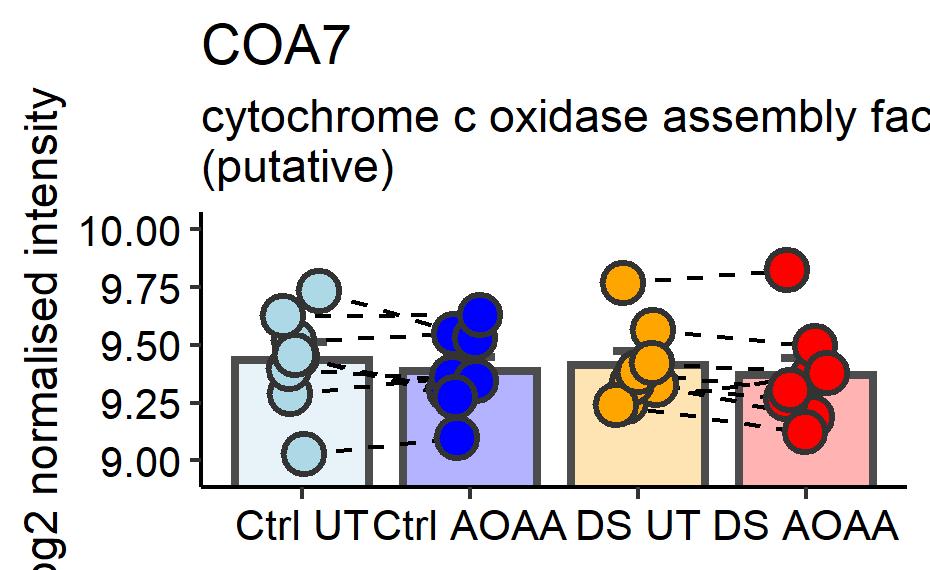 COA7
cytochrome c oxidase assembly fac
(putative)
og2 normalised intensity
10.00
9.75
9.50
9.25
9.00
Ctrl UT Ctrl AOAA DS UT DS AOAA